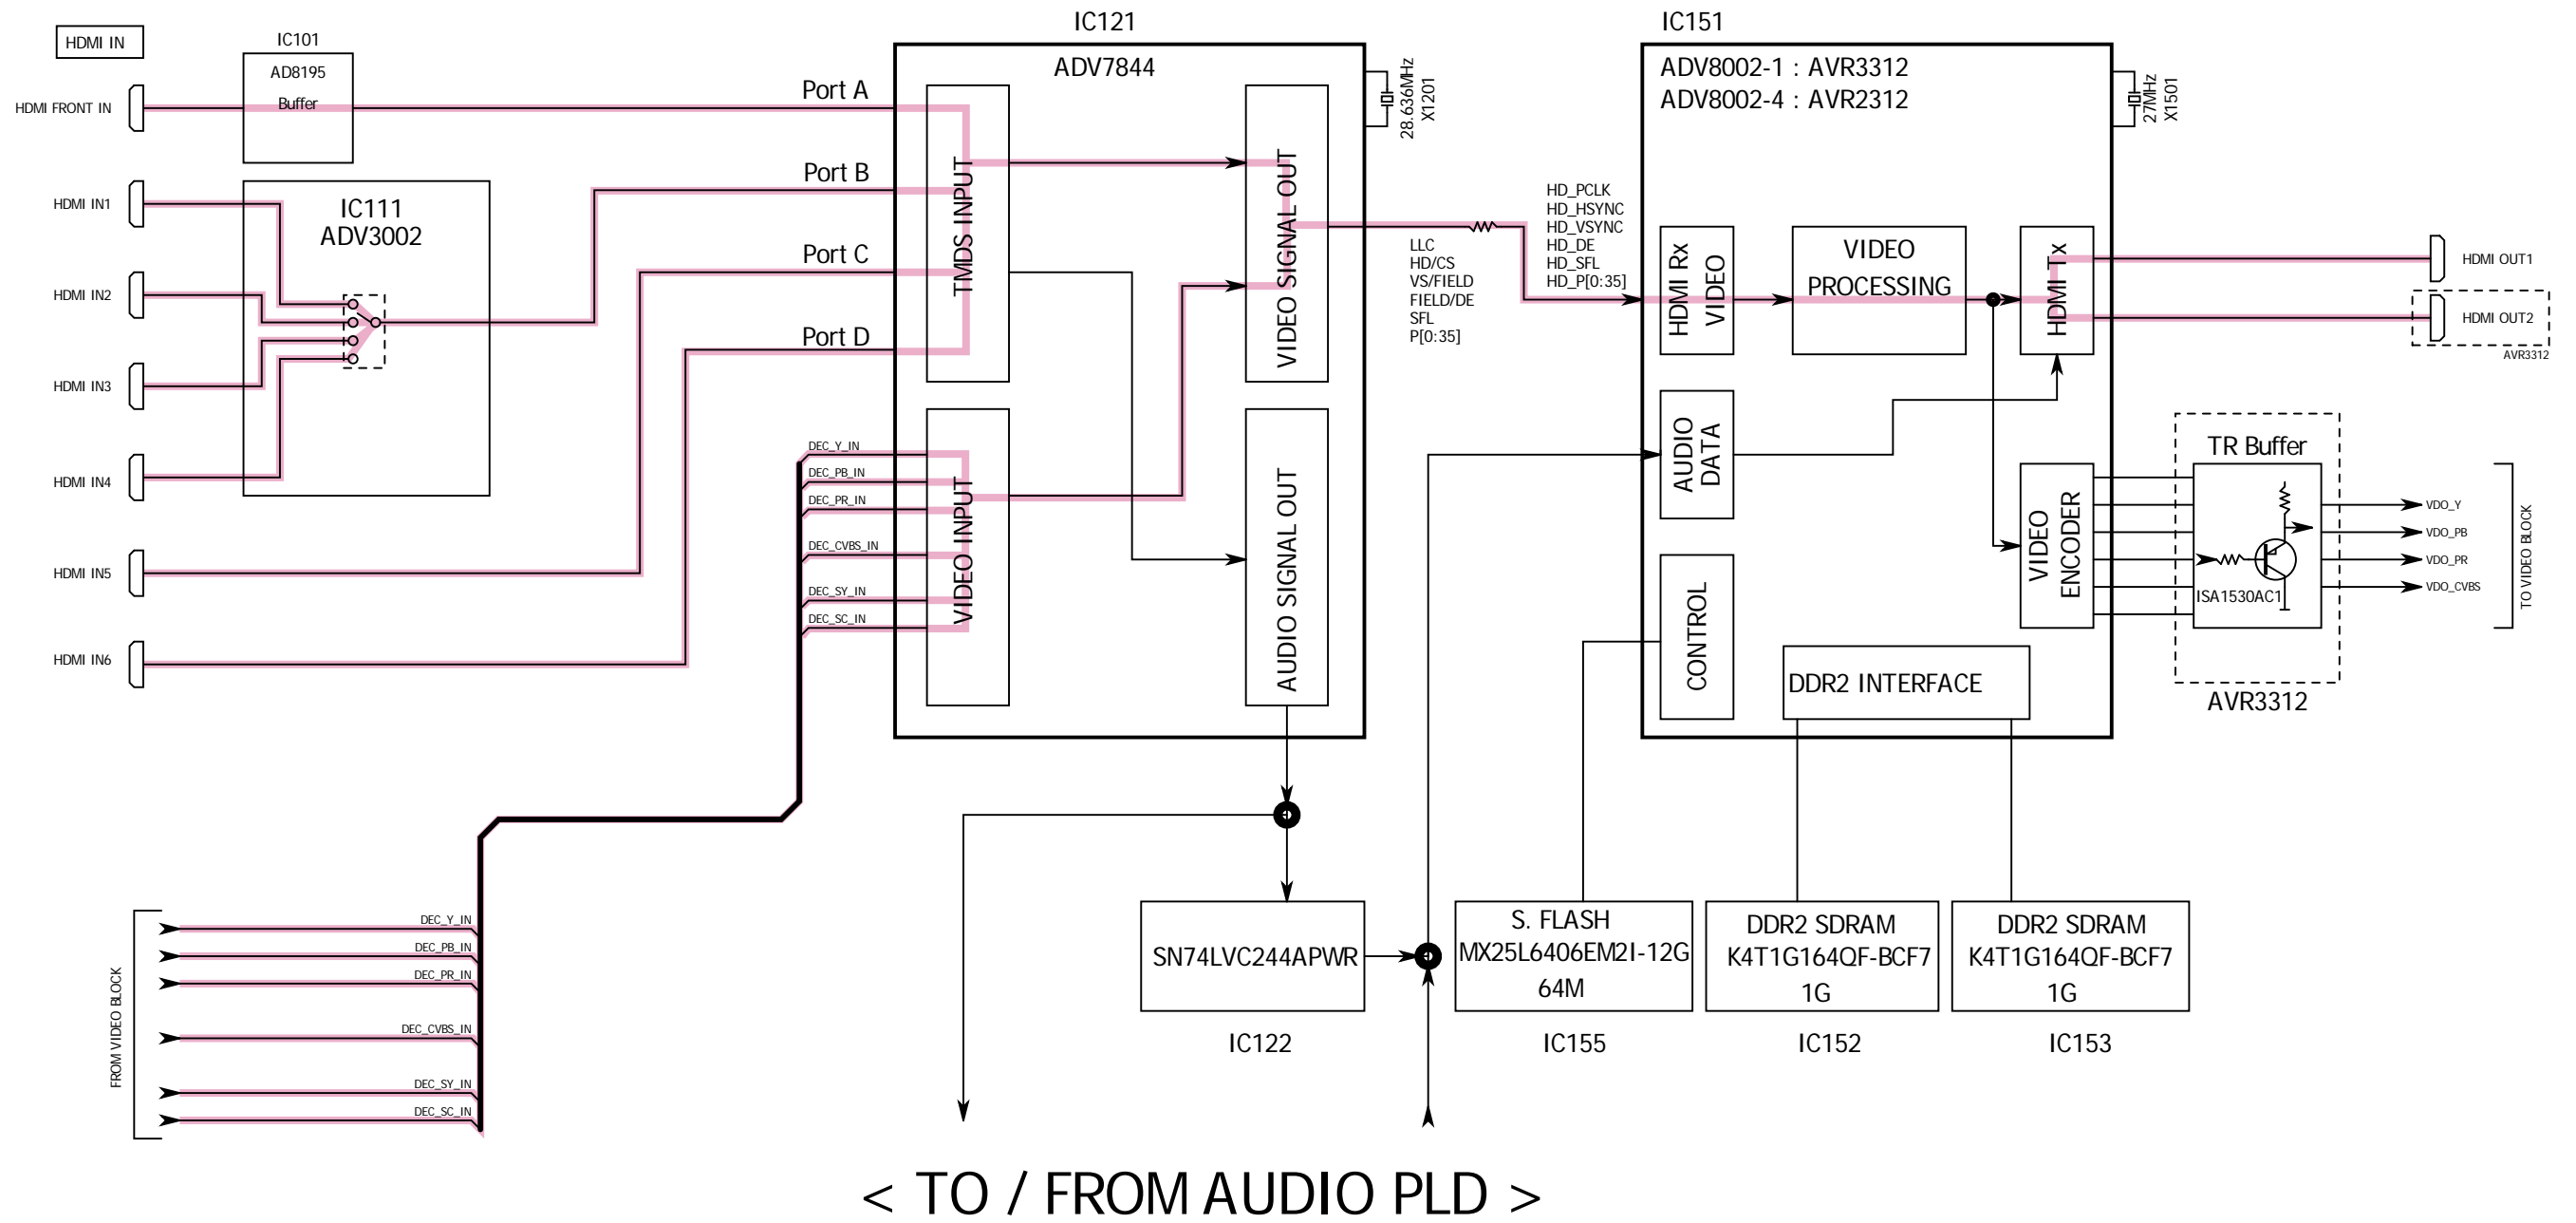 HDMI IN
IC101
AD8195
Buffer
HDMI FRONT IN
HDMI IN1
HDMI IN2
HDMI IN3
HDMI IN4
HDMI IN5
HDMI IN6
IC111
ADV3002
Port A
Port B
Port C
Port D
IC121
ADV7844
TMDS INPUT
VIDEO SIGNAL OUT
VIDEO INPUT
AUDIO SIGNAL OUT
DEC_Y_IN
DEC_PB_IN
DEC_PR_IN
DEC_CVBS_IN
DEC_SY_IN
DEC_SC_IN
28.636MHz
X1201
LLC
HD/CS
VS/FIELD
FIELD/DE
SFL
P[0:35]
HD_PCLK
HD_HSYNC
HD_VSYNC
HD_DE
HD_SFL
HD_P[0:35]
IC151
ADV8002-1 : AVR3312
ADV8002-4 : AVR2312
27MHz
X1501
HDMI Rx
VIDEO
VIDEO
PROCESSING
HDMI Tx
AUDIO
DATA
CONTROL
VIDEO
ENCODER
DDR2 INTERFACE
HDMI OUT1
HDMI OUT2
AVR3312
TR Buffer
ISA1530AC1
AVR3312
VDO_Y
VDO_PB
VDO_PR
VDO_CVBS
TO VIDEO BLOCK
FROM VIDEO BLOCK
DEC_Y_IN
DEC_PB_IN
DEC_PR_IN
DEC_CVBS_IN
DEC_SY_IN
DEC_SC_IN
SN74LVC244APWR
IC122
S. FLASH
MX25L6406EM2I-12G
64M
IC155
DDR2 SDRAM
K4T1G164QF-BCF7
1G
IC152
DDR2 SDRAM
K4T1G164QF-BCF7
1G
IC153
< TO / FROM AUDIO PLD >